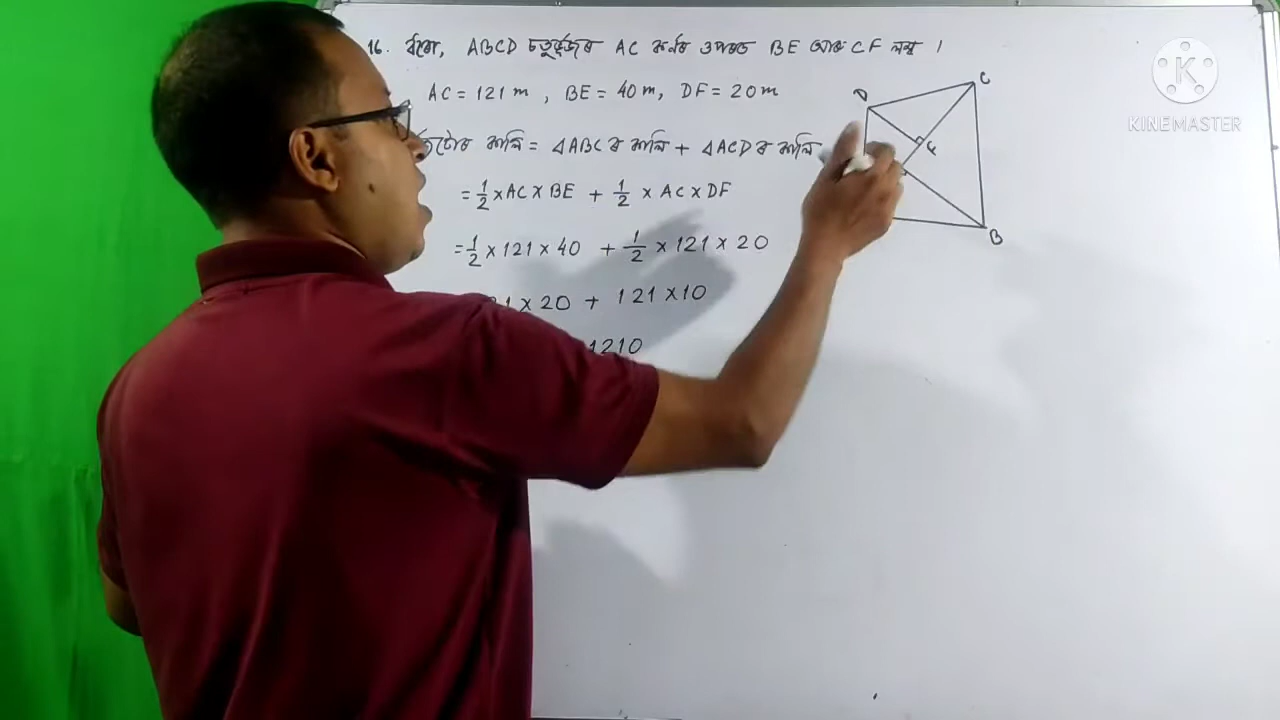 16. ধৰো, ABCD চতুৰ্ভুজৰ AC কৰ্ণৰ ওপৰত BE আৰু CF লম্ব ।
AC = 121 m , BE = 40 m, DF = 20 m
কালি = ΔABC ৰ কালি + ΔACD ৰ কালি
= 1/2 × AC × BE + 1/2 × AC × DF
= 1/2 × 121 × 40 + 1/2 × 121 × 20
× 20 + 121 × 10
1210
D
C
F
B
K
KINEMASTER